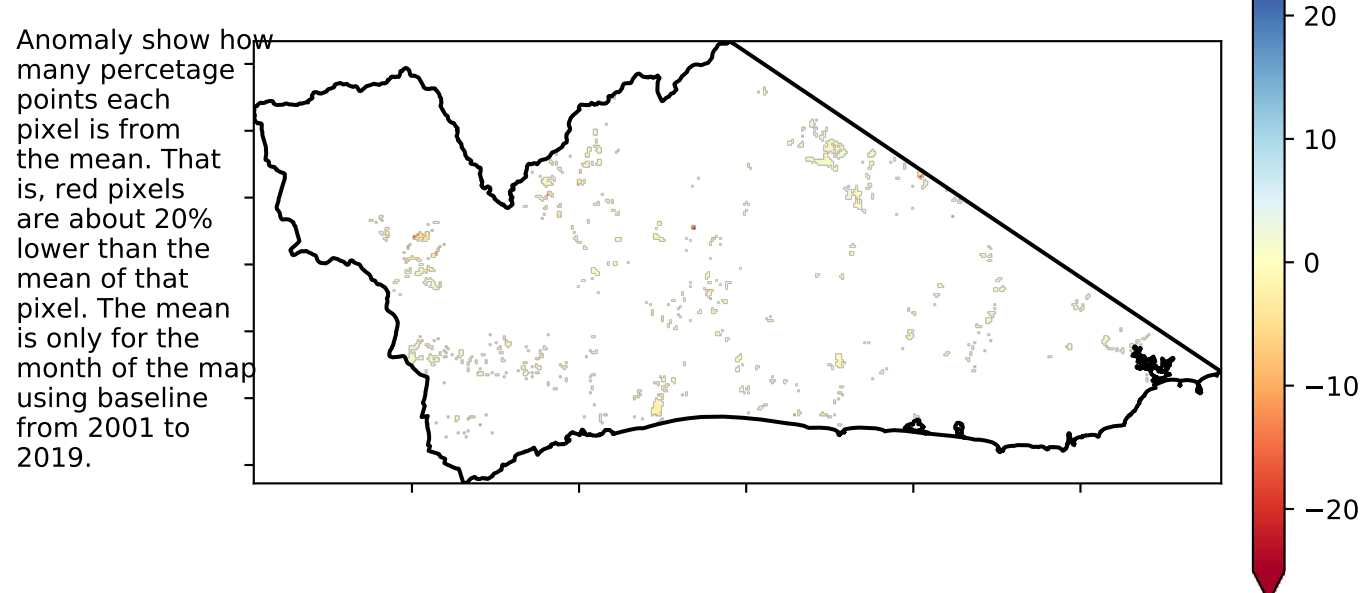 Anomaly show how
many percetage
points each
pixel is from
the mean. That
is, red pixels
are about 20%
lower than the
mean of that
pixel. The mean
is only for the
month of the map
using baseline
from 2001 to
2019.
20
10
0
−10
−20